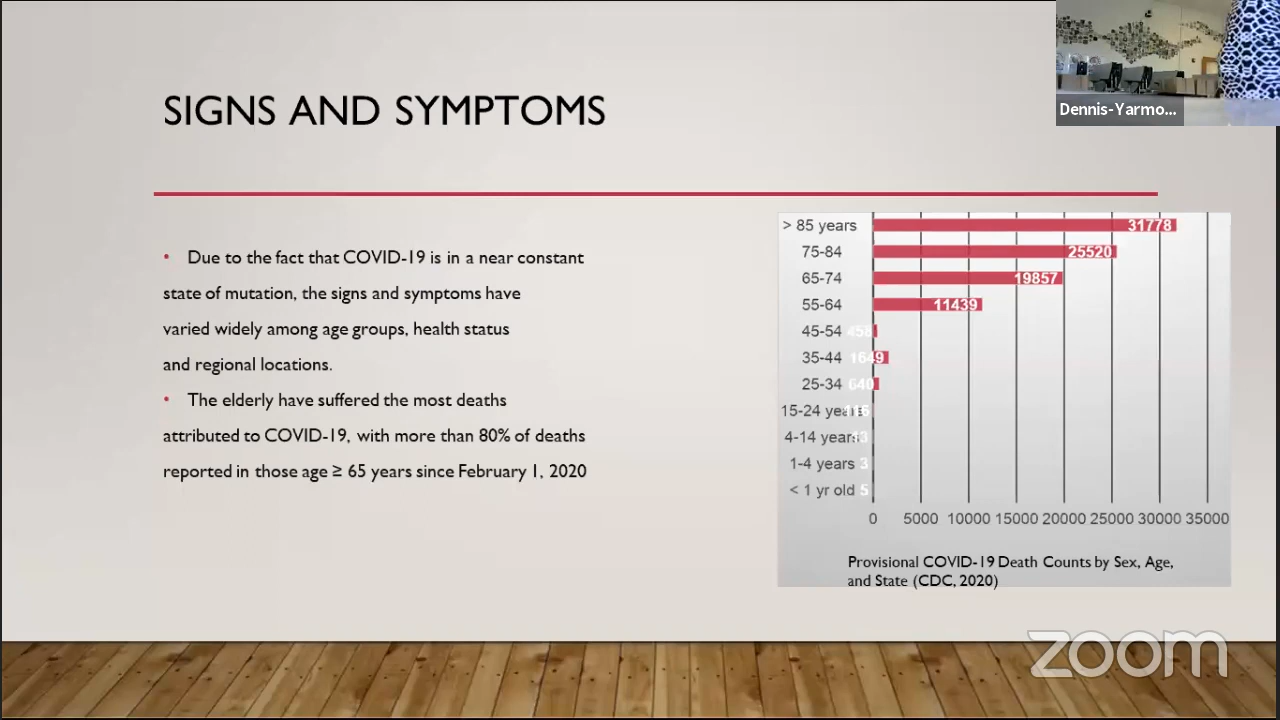 Dennis-Yarmo...
SIGNS AND SYMPTOMS
• Due to the fact that COVID-19 is in a near constant
state of mutation, the signs and symptoms have
varied widely among age groups, health status
and regional locations.
• The elderly have suffered the most deaths
attributed to COVID-19, with more than 80% of deaths
reported in those age ≥ 65 years since February 1, 2020
> 85 years 31778
75-84 25520
65-74 19857
55-64 11439
45-54 458
35-44 1649
25-34 640
15-24
4-14 years
1-4 years 3
< 1 yr old 5
0 5000 10000 15000 20000 25000 30000 35000
Provisional COVID-19 Death Counts by Sex, Age,
and State (CDC, 2020)
zoom